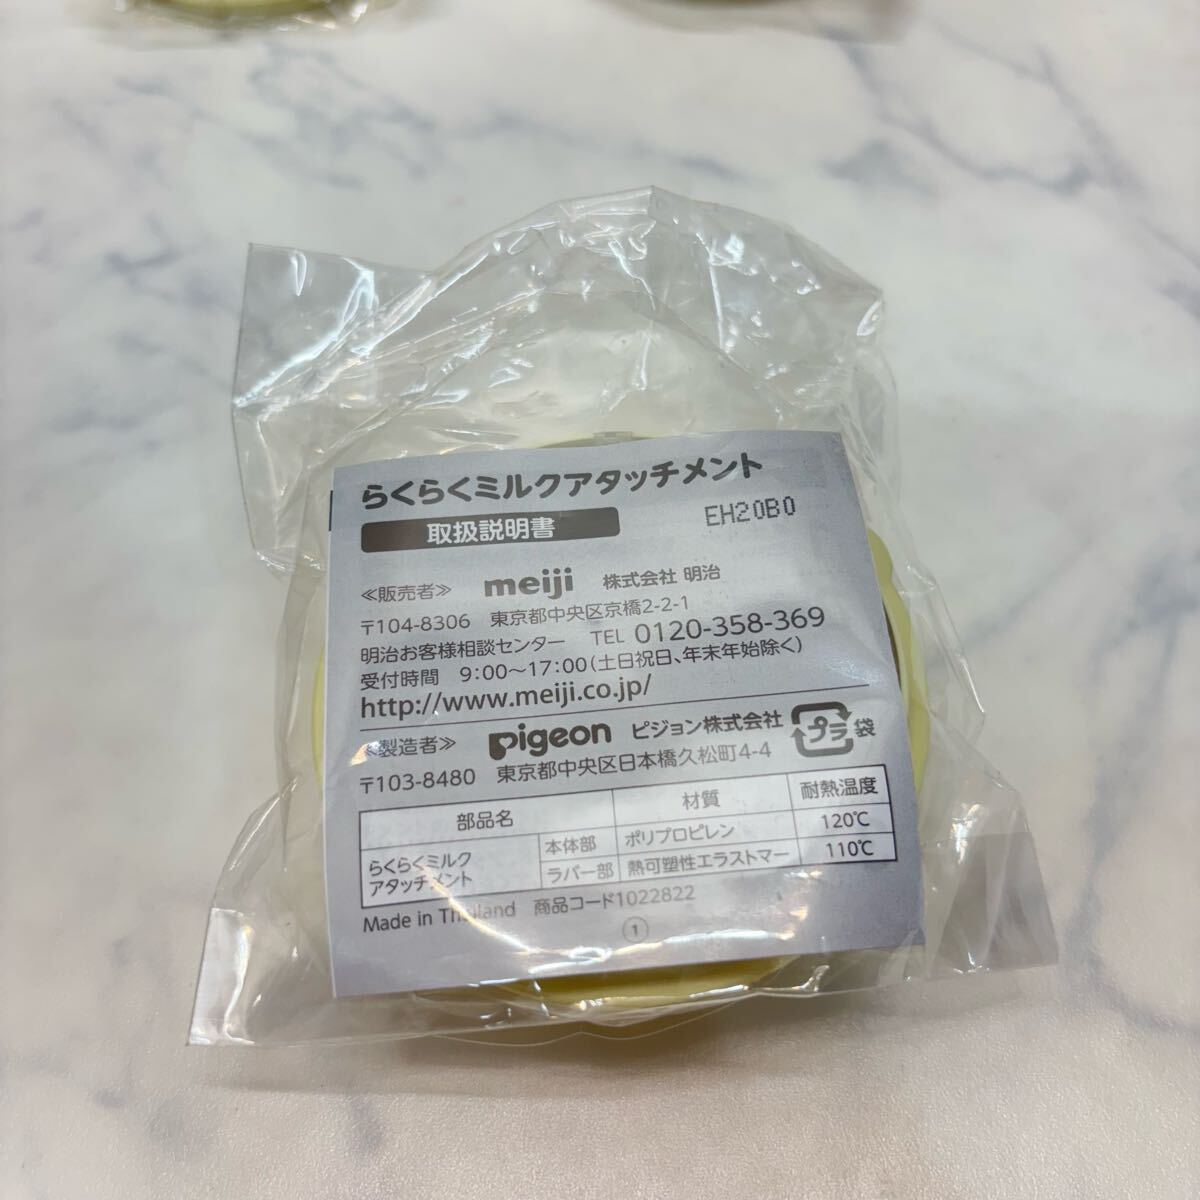 らくらくミルクアタッチメント
取扱説明書
EH20B0
≪販売者≫ meiji 株式会社 明治
〒104-8306 東京都中央区京橋2-2-1
明治お客様相談センター TEL 0120-358-369
受付時間 9:00～17:00(土日祝日、年末年始除く)
http://www.meiji.co.jp/
≪製造者≫ pigeon ピジョン株式会社
プラ 袋
〒103-8480 東京都中央区日本橋久松町4-4
部品名 材質 耐熱温度
らくらくミルク
アタッチメント
本体部 ポリプロピレン 120℃
ラバー部 熱可塑性エラストマー 110℃
Made in Thailand 商品コード1022822
①